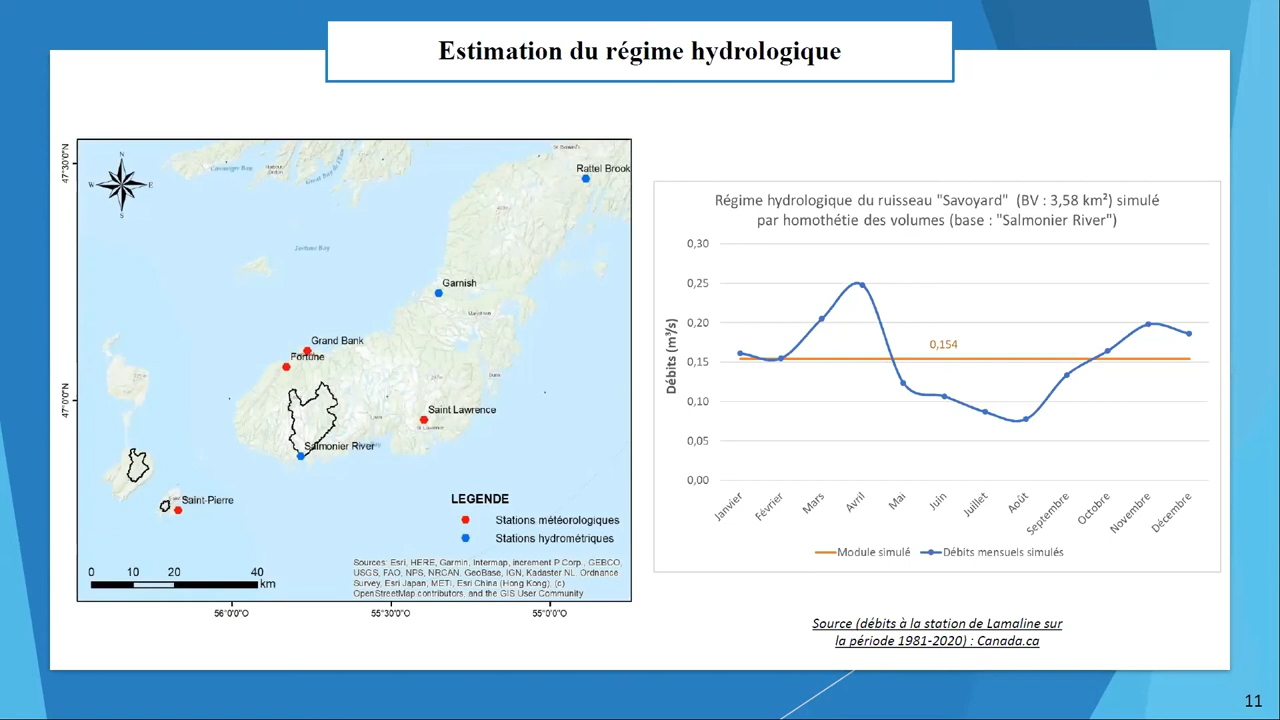 Estimation du régime hydrologique
47°30'0"N
47°0'0"N
N
W
E
S
Rattel Brook
Garnish
Grand Bank
Fortune
Saint Lawrence
St. Lawrence
Salmonier River
Saint-Pierre
LEGENDE
Stations météorologiques
Stations hydrométriques
Sources: Esri, HERE, Garmin, Intermap, increment P Corp., GEBCO,
USGS, FAO, NPS, NRCAN, GeoBase, IGN, Kadaster NL, Ordnance
Survey, Esri Japan, METI, Esri China (Hong Kong), (c)
OpenStreetMap contributors, and the GIS User Community
0 10 20 40
km
56°0'0"O 55°30'0"O 55°0'0"O
Régime hydrologique du ruisseau "Savoyard" (BV : 3,58 km²) simulé
par homothétie des volumes (base : "Salmonier River")
Débits (m³/s)
0,30
0,25
0,20
0,15
0,10
0,05
0,00
0,154
Janvier Février Mars Avril Mai Juin Juillet Août Septembre Octobre Novembre Décembre
Module simulé Débits mensuels simulés
Source (débits à la station de Lamaline sur
la période 1981-2020) : Canada.ca
11